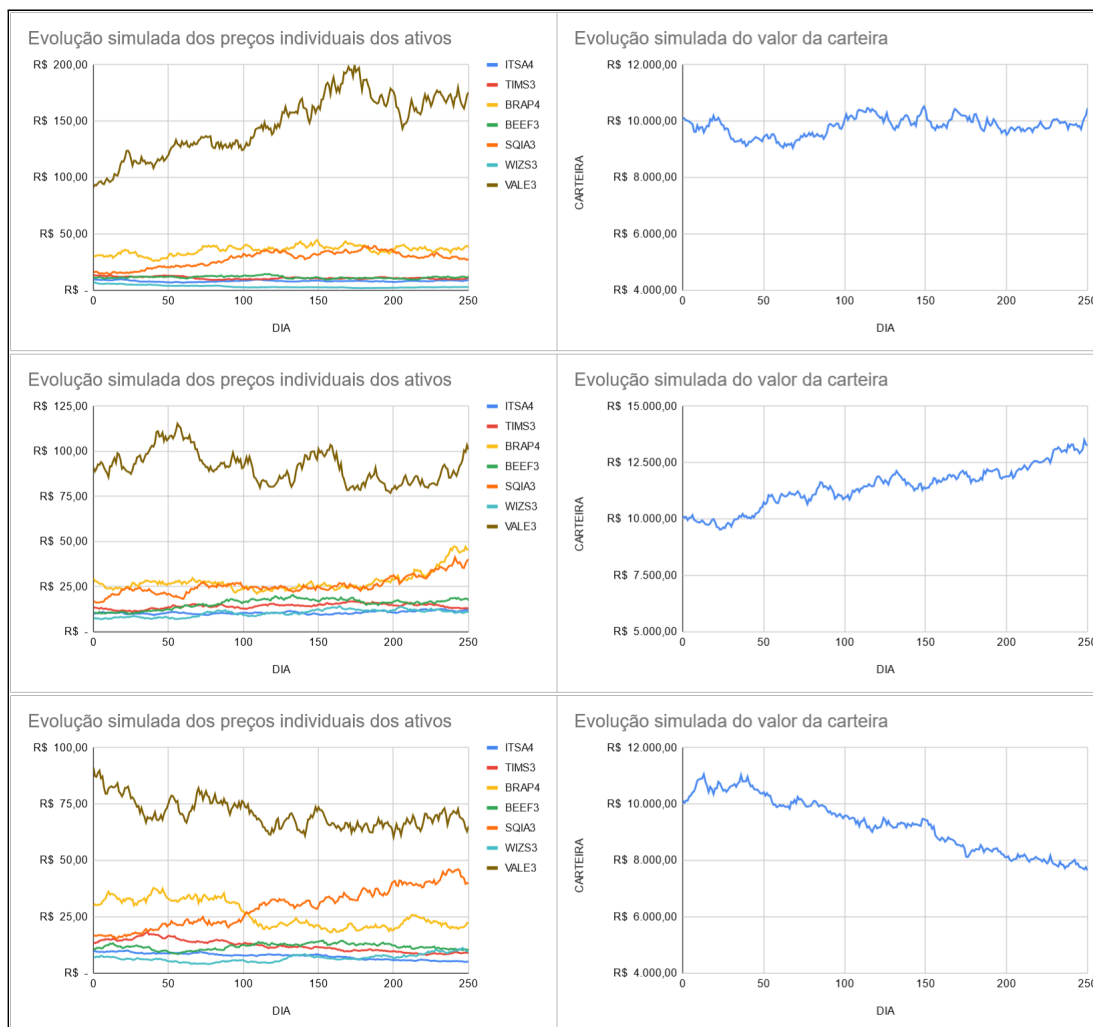 Evolução simulada dos preços individuais dos ativos
R$ 200,00
R$ 150,00
R$ 100,00
R$ 50,00
R$ -
0 50 100 150 200 250
DIA
ITSA4
TIMS3
BRAP4
BEEF3
SQIA3
WIZS3
VALE3
Evolução simulada do valor da carteira
CARTEIRA
R$ 12.000,00
R$ 10.000,00
R$ 8.000,00
R$ 6.000,00
R$ 4.000,00
0 50 100 150 200 250
DIA
Evolução simulada dos preços individuais dos ativos
R$ 125,00
R$ 100,00
R$ 75,00
R$ 50,00
R$ 25,00
R$ -
0 50 100 150 200 250
DIA
ITSA4
TIMS3
BRAP4
BEEF3
SQIA3
WIZS3
VALE3
Evolução simulada do valor da carteira
CARTEIRA
R$ 15.000,00
R$ 12.500,00
R$ 10.000,00
R$ 7.500,00
R$ 5.000,00
0 50 100 150 200 250
DIA
Evolução simulada dos preços individuais dos ativos
R$ 100,00
R$ 75,00
R$ 50,00
R$ 25,00
R$ -
0 50 100 150 200 250
DIA
ITSA4
TIMS3
BRAP4
BEEF3
SQIA3
WIZS3
VALE3
Evolução simulada do valor da carteira
CARTEIRA
R$ 12.000,00
R$ 10.000,00
R$ 8.000,00
R$ 6.000,00
R$ 4.000,00
0 50 100 150 200 250
DIA